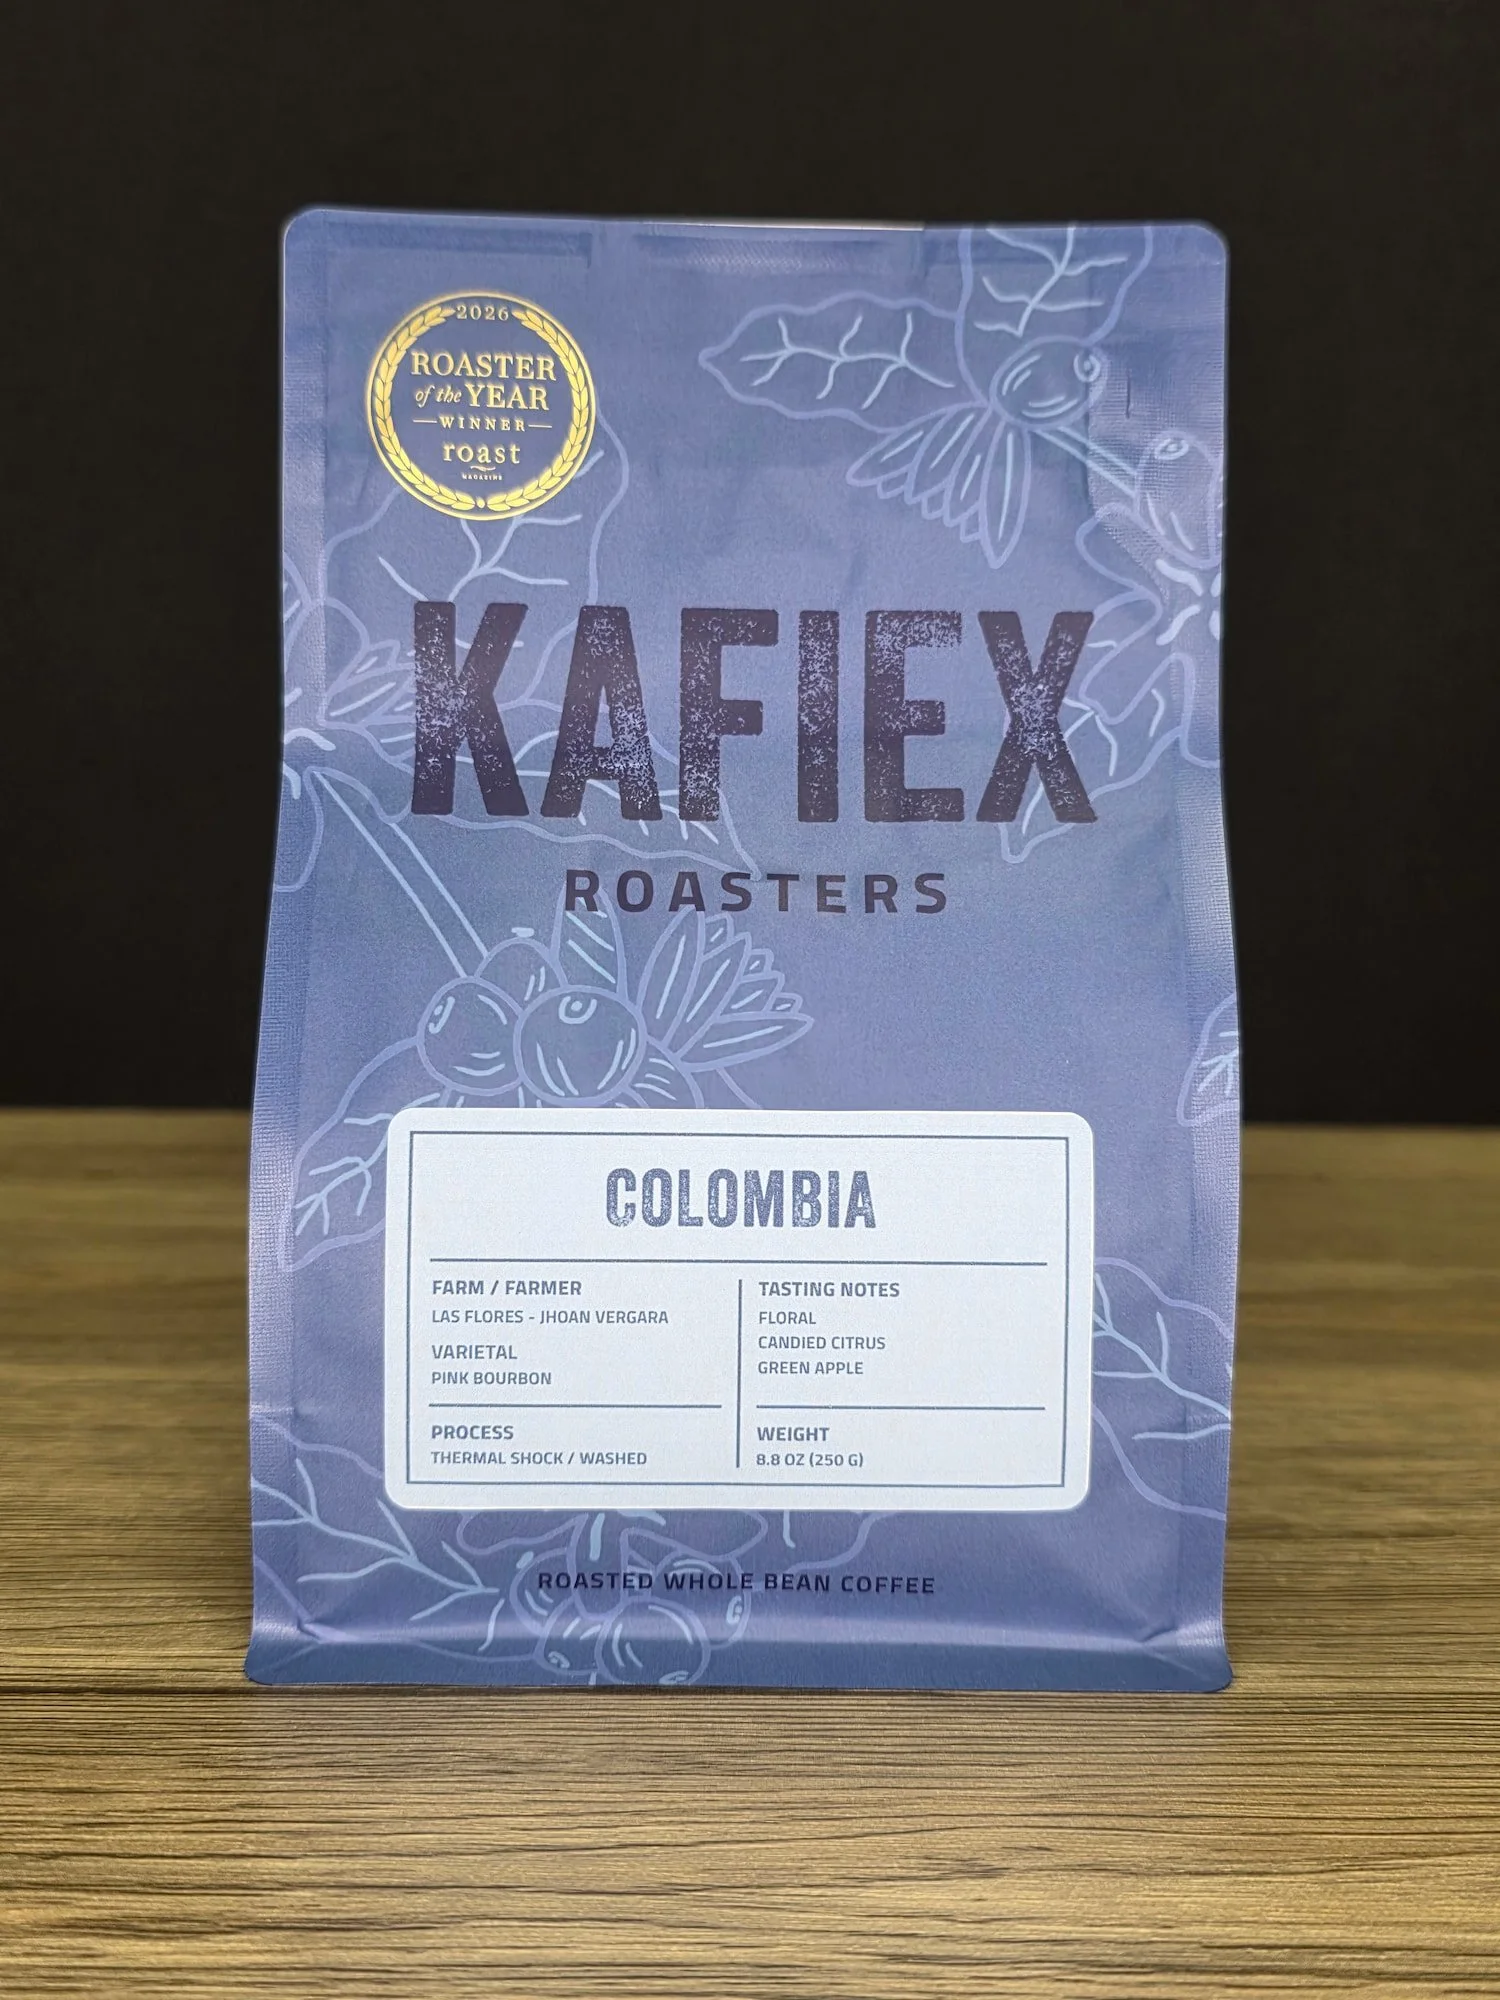 2026
ROASTER
of the YEAR
WINNER
roast
MAGAZINE
KAFIEX
ROASTERS
COLOMBIA
FARM / FARMER
LAS FLORES - JHOAN VERGARA
VARIETAL
PINK BOURBON
PROCESS
THERMAL SHOCK / WASHED
TASTING NOTES
FLORAL
CANDIED CITRUS
GREEN APPLE
WEIGHT
8.8 OZ (250 G)
ROASTED WHOLE BEAN COFFEE